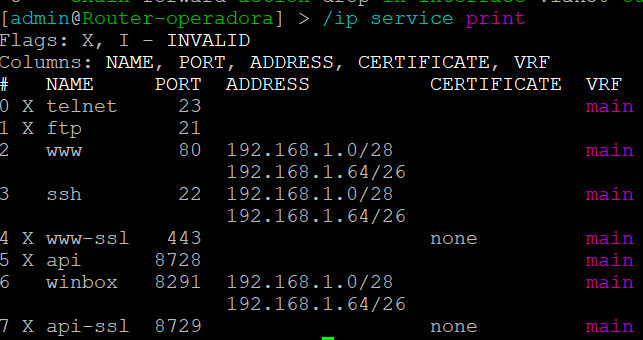 [admin@Router-operadora] > /ip service print
Flags: X, I - INVALID
Columns: NAME, PORT, ADDRESS, CERTIFICATE, VRF
#   NAME     PORT  ADDRESS          CERTIFICATE  VRF
0 X telnet     23                                main
1 X ftp        21
2   www        80  192.168.1.0/28                main
                   192.168.1.64/26
3   ssh        22  192.168.1.0/28                main
                   192.168.1.64/26
4 X www-ssl   443                   none         main
5 X api      8728                                main
6   winbox   8291  192.168.1.0/28                main
                   192.168.1.64/26
7 X api-ssl  8729                   none         main